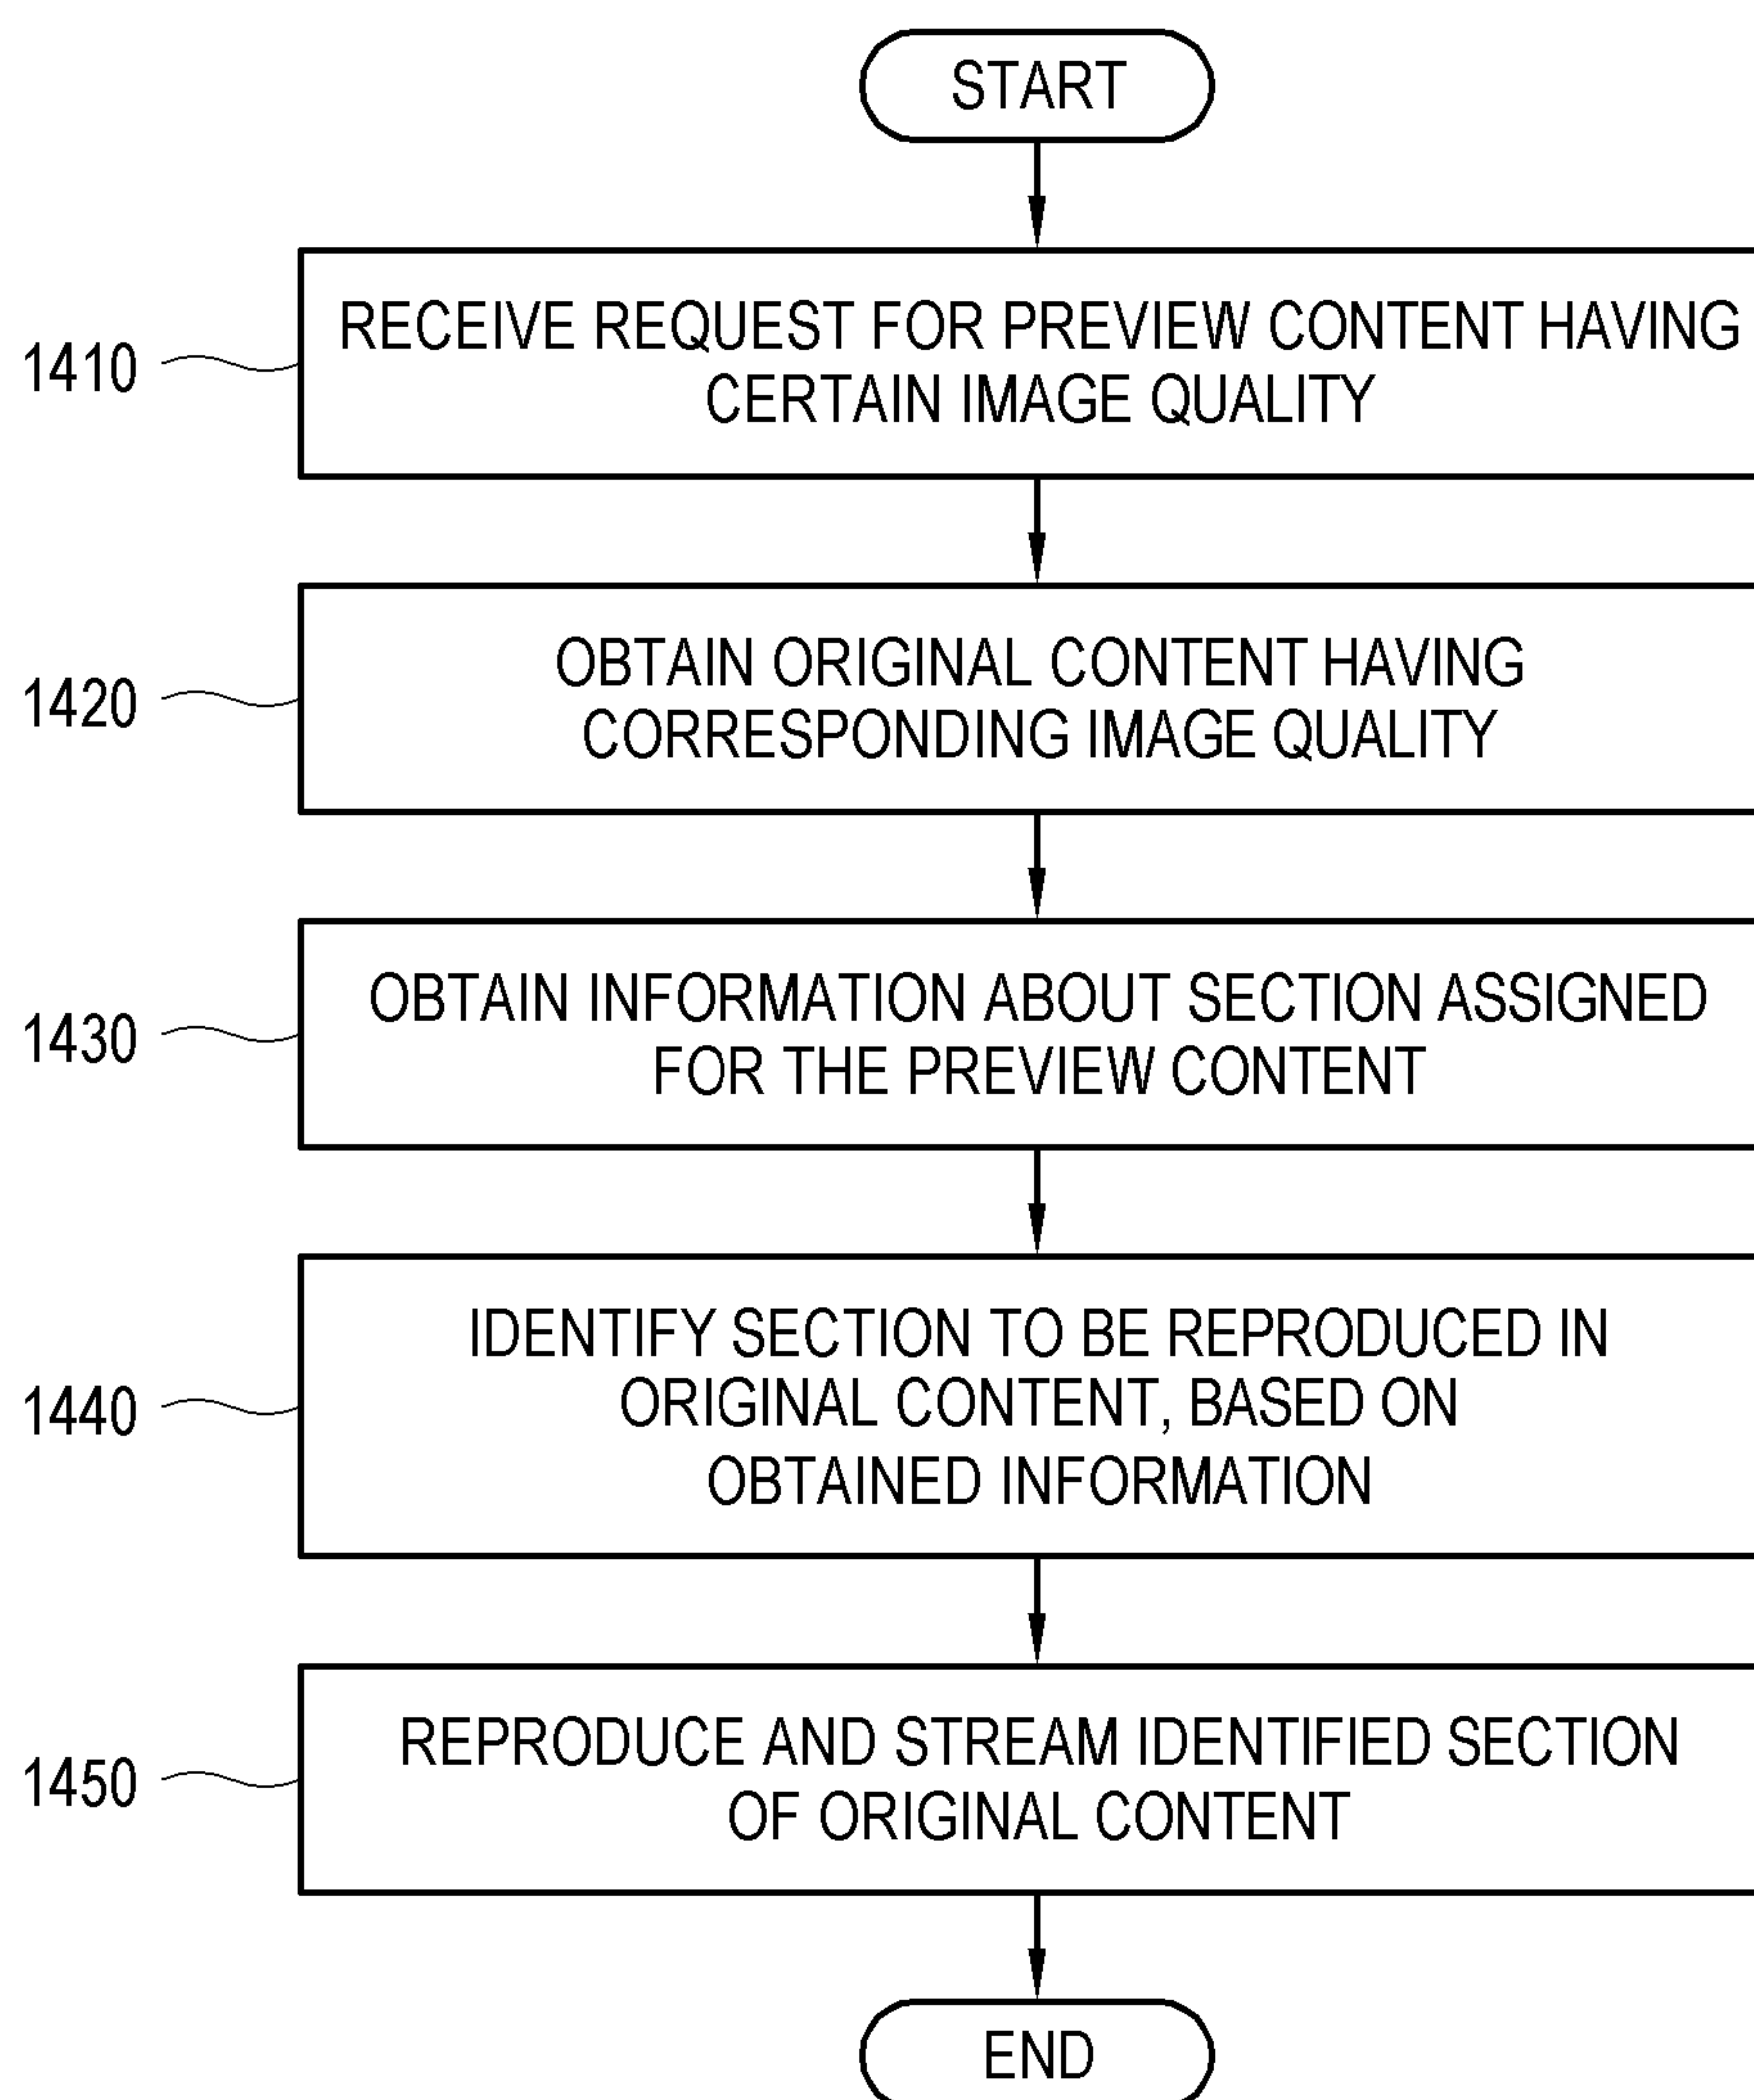 START
1410
RECEIVE REQUEST FOR PREVIEW CONTENT HAVING
CERTAIN IMAGE QUALITY
1420
OBTAIN ORIGINAL CONTENT HAVING
CORRESPONDING IMAGE QUALITY
1430
OBTAIN INFORMATION ABOUT SECTION ASSIGNED
FOR THE PREVIEW CONTENT
1440
IDENTIFY SECTION TO BE REPRODUCED IN
ORIGINAL CONTENT, BASED ON
OBTAINED INFORMATION
1450
REPRODUCE AND STREAM IDENTIFIED SECTION
OF ORIGINAL CONTENT
END